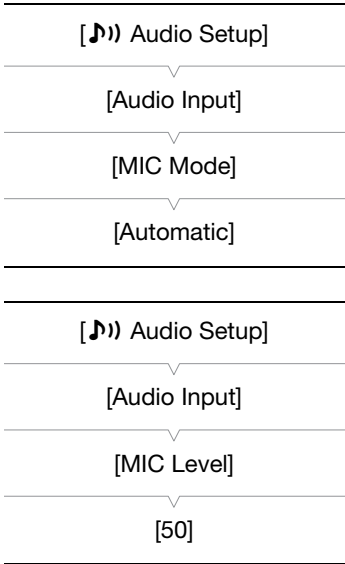 [♪)) Audio Setup]
[Audio Input]
[MIC Mode]
[Automatic]
[♪)) Audio Setup]
[Audio Input]
[MIC Level]
[50]